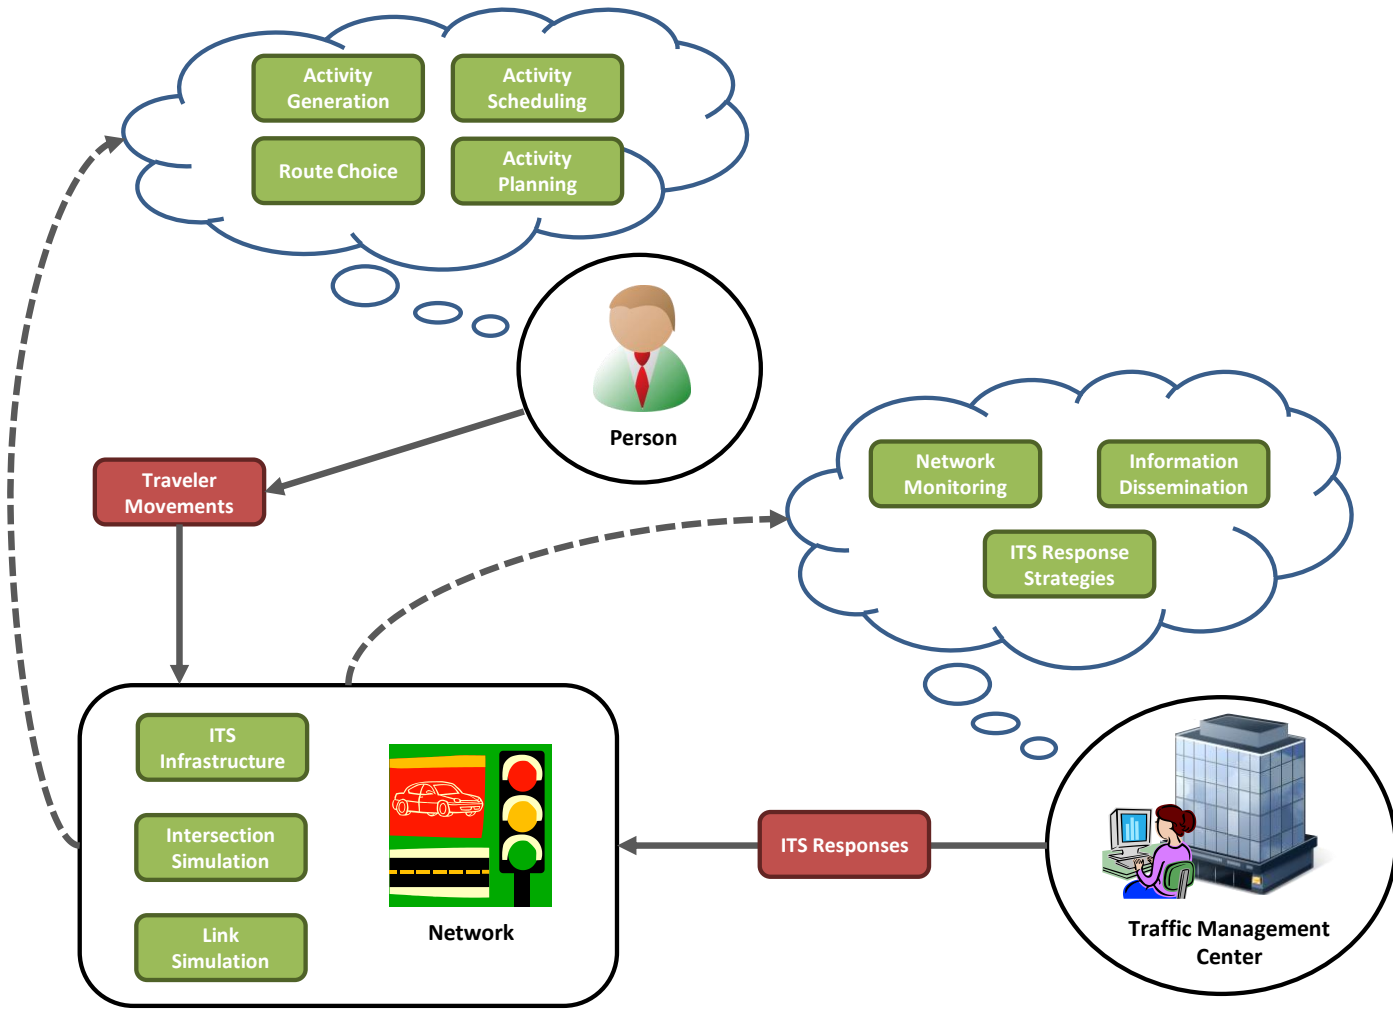 Activity
Generation
Activity
Scheduling
Route Choice
Activity
Planning
Person
Traveler
Movements
Network
Monitoring
Information
Dissemination
ITS Response
Strategies
ITS
Infrastructure
Intersection
Simulation
Link
Simulation
Network
ITS Responses
Traffic Management
Center